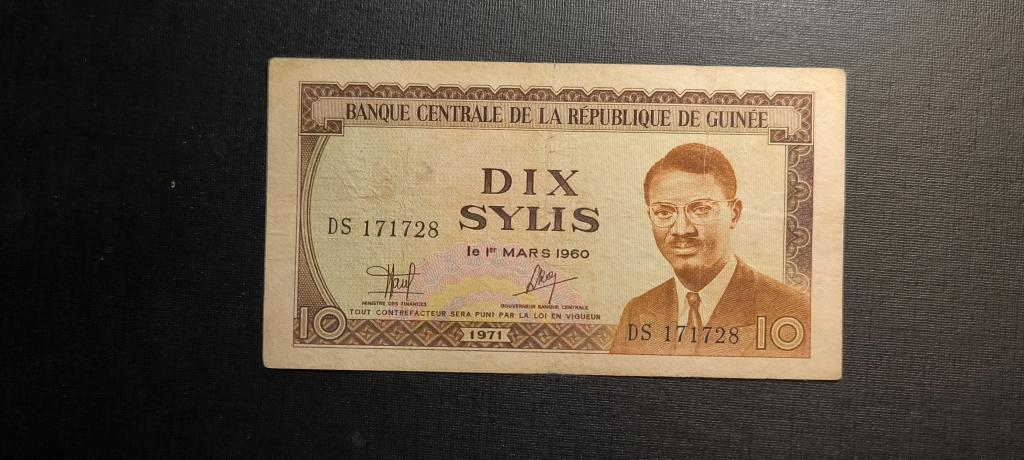 BANQUE CENTRALE DE LA RÉPUBLIQUE DE GUINÉE
DIX
SYLIS
DS 171728
le 1er MARS 1960
MINISTRE DES FINANCES
GOUVERNEUR BANQUE CENTRALE
TOUT CONTREFACTEUR SERA PUNI PAR LA LOI EN VIGUEUR
10
1971
DS 171728
10